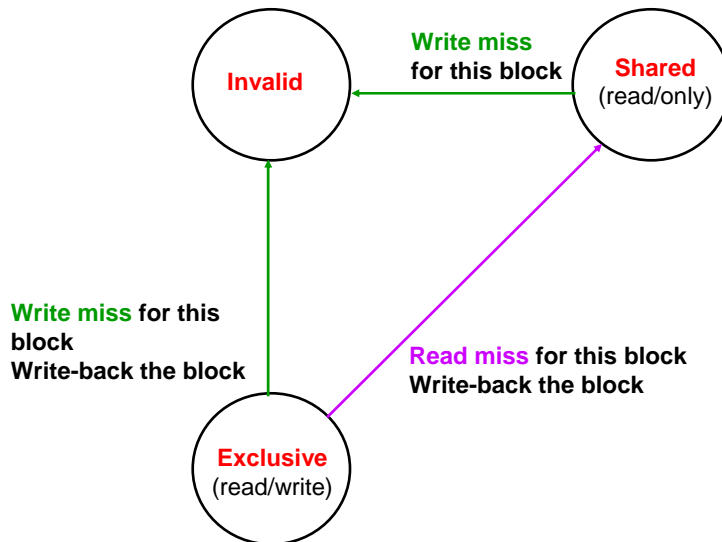 Write miss
for this block
Invalid
Shared
(read/only)
Write miss for this
block
Write-back the block
Read miss for this block
Write-back the block
Exclusive
(read/write)